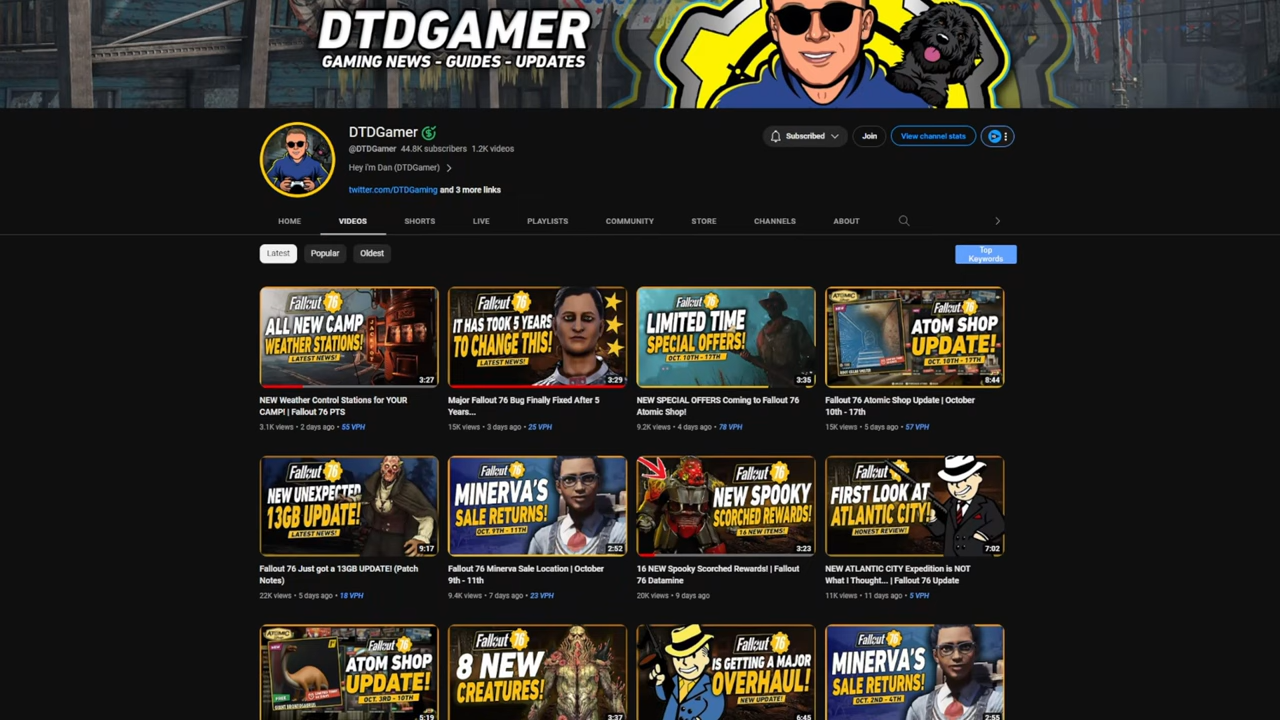 DTDGAMER
GAMING NEWS - GUIDES - UPDATES
DTDGamer
@DTDGamer 44.8K subscribers 1.2K videos
Hey I'm Dan (DTDGamer)
twitter.com/DTDGaming and 3 more links
Subscribed
Join
View channel stats
HOME VIDEOS SHORTS LIVE PLAYLISTS COMMUNITY STORE CHANNELS ABOUT
Latest Popular Oldest
Top
Keywords
Fallout 76
ALL NEW CAMP
WEATHER STATIONS!
LATEST NEWS!
3:27
NEW Weather Control Stations for YOUR
CAMP! | Fallout 76 PTS
3.1K views • 2 days ago • 55 VPH
Fallout 76
IT HAS TOOK 5 YEARS
TO CHANGE THIS!
LATEST NEWS!
3:29
Major Fallout 76 Bug Finally Fixed After 5
Years...
15K views • 3 days ago • 25 VPH
Fallout 76
LIMITED TIME
SPECIAL OFFERS!
OCT. 10TH - 17TH
3:35
NEW SPECIAL OFFERS Coming to Fallout 76
Atomic Shop!
9.2K views • 4 days ago • 78 VPH
ATOMIC
Fallout 76
ATOM SHOP
UPDATE!
OCT. 10TH - 17TH
8:44
Fallout 76 Atomic Shop Update | October
10th - 17th
15K views • 5 days ago • 57 VPH
Fallout 76
NEW UNEXPECTED
13GB UPDATE!
LATEST NEWS!
9:17
Fallout 76 Just got a 13GB UPDATE! (Patch
Notes)
22K views • 5 days ago • 18 VPH
Fallout 76
MINERVA'S
SALE RETURNS!
OCT. 9TH - 11TH
2:52
Fallout 76 Minerva Sale Location | October
9th - 11th
9.4K views • 7 days ago • 23 VPH
Fallout 76
NEW SPOOKY
SCORCHED REWARDS!
16 NEW ITEMS!
3:23
16 NEW Spooky Scorched Rewards! | Fallout
76 Datamine
20K views • 9 days ago
Fallout 76
FIRST LOOK AT
ATLANTIC CITY!
HONEST REVIEW!
7:02
NEW ATLANTIC CITY Expedition is NOT
What I Thought... | Fallout 76 Update
11K views • 11 days ago • 5 VPH
ATOMIC
Fallout 76
ATOM SHOP
UPDATE!
OCT. 3RD - 10TH
5:19
Fallout 76
8 NEW
CREATURES!
3:37
Fallout 76
IS GETTING A MAJOR
OVERHAUL!
NEW UPDATE!
6:45
Fallout 76
MINERVA'S
SALE RETURNS!
OCT. 2ND - 4TH
2:55